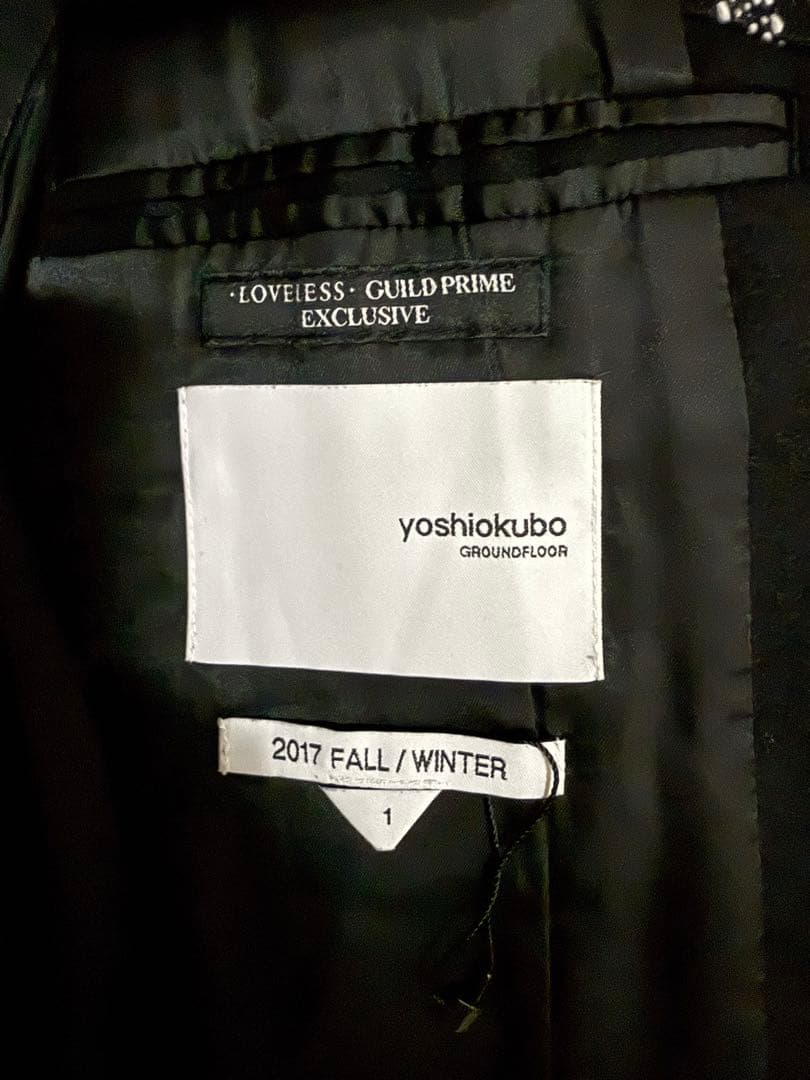 ·LOVELESS· GUILD PRIME
EXCLUSIVE
yoshiokubo
GROUNDFLOOR
2017 FALL / WINTER
1